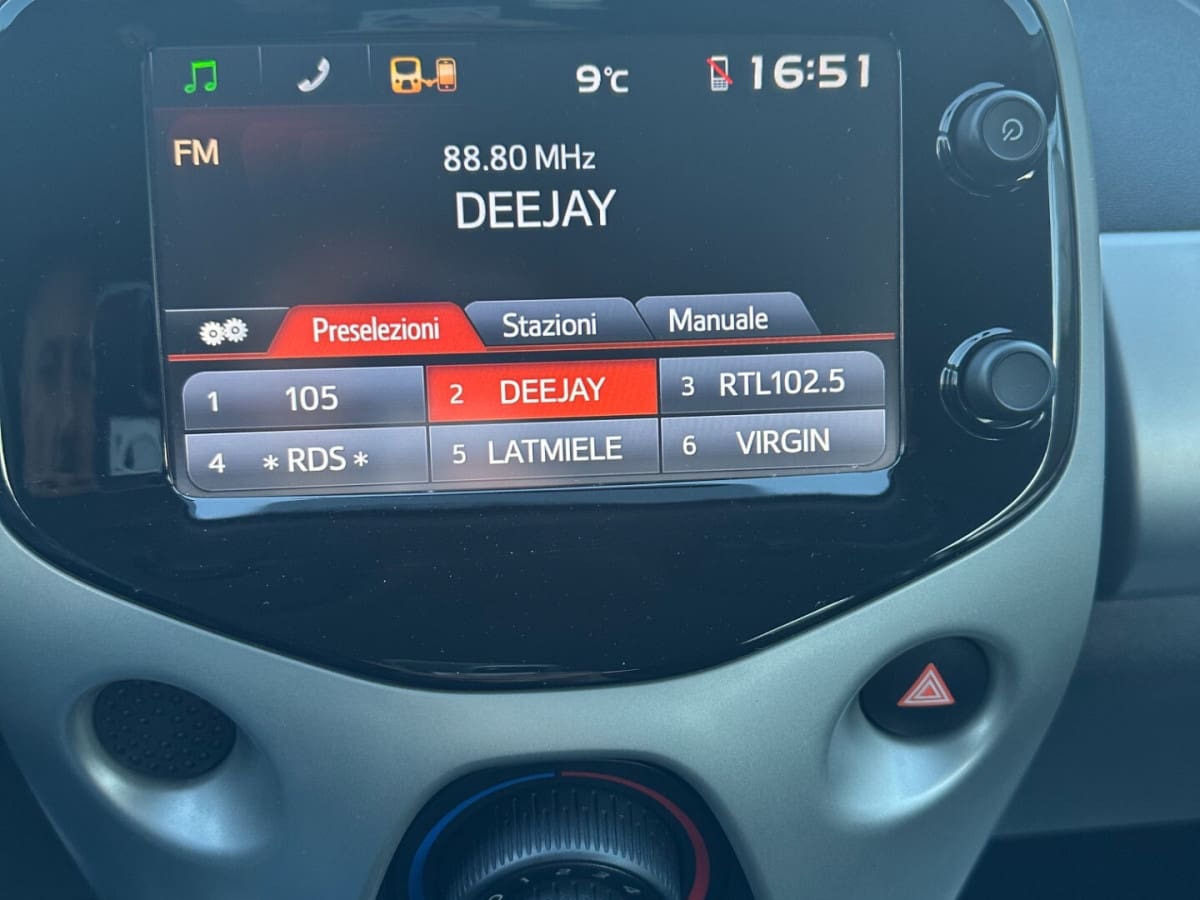 9°C 16:51
FM
88.80 MHz
DEEJAY
Preselezioni Stazioni Manuale
1 105 2 DEEJAY 3 RTL102.5
4 *RDS* 5 LATMIELE 6 VIRGIN